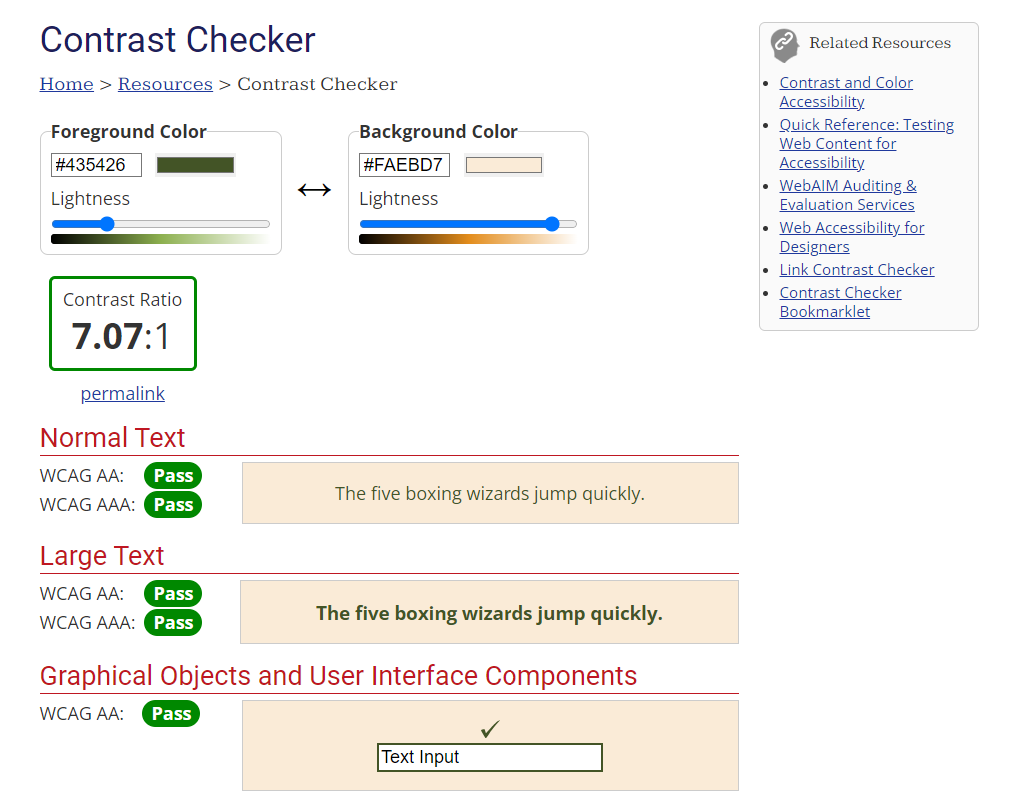 Contrast Checker
Home > Resources > Contrast Checker
Foreground Color
#435426
Lightness
Background Color
#FAEBD7
Lightness
Contrast Ratio
7.07:1
permalink
Normal Text
WCAG AA: Pass
WCAG AAA: Pass
The five boxing wizards jump quickly.
Large Text
WCAG AA: Pass
WCAG AAA: Pass
The five boxing wizards jump quickly.
Graphical Objects and User Interface Components
WCAG AA: Pass
Text Input
Related Resources
Contrast and Color
Accessibility
Quick Reference: Testing
Web Content for
Accessibility
WebAIM Auditing &
Evaluation Services
Web Accessibility for
Designers
Link Contrast Checker
Contrast Checker
Bookmarklet